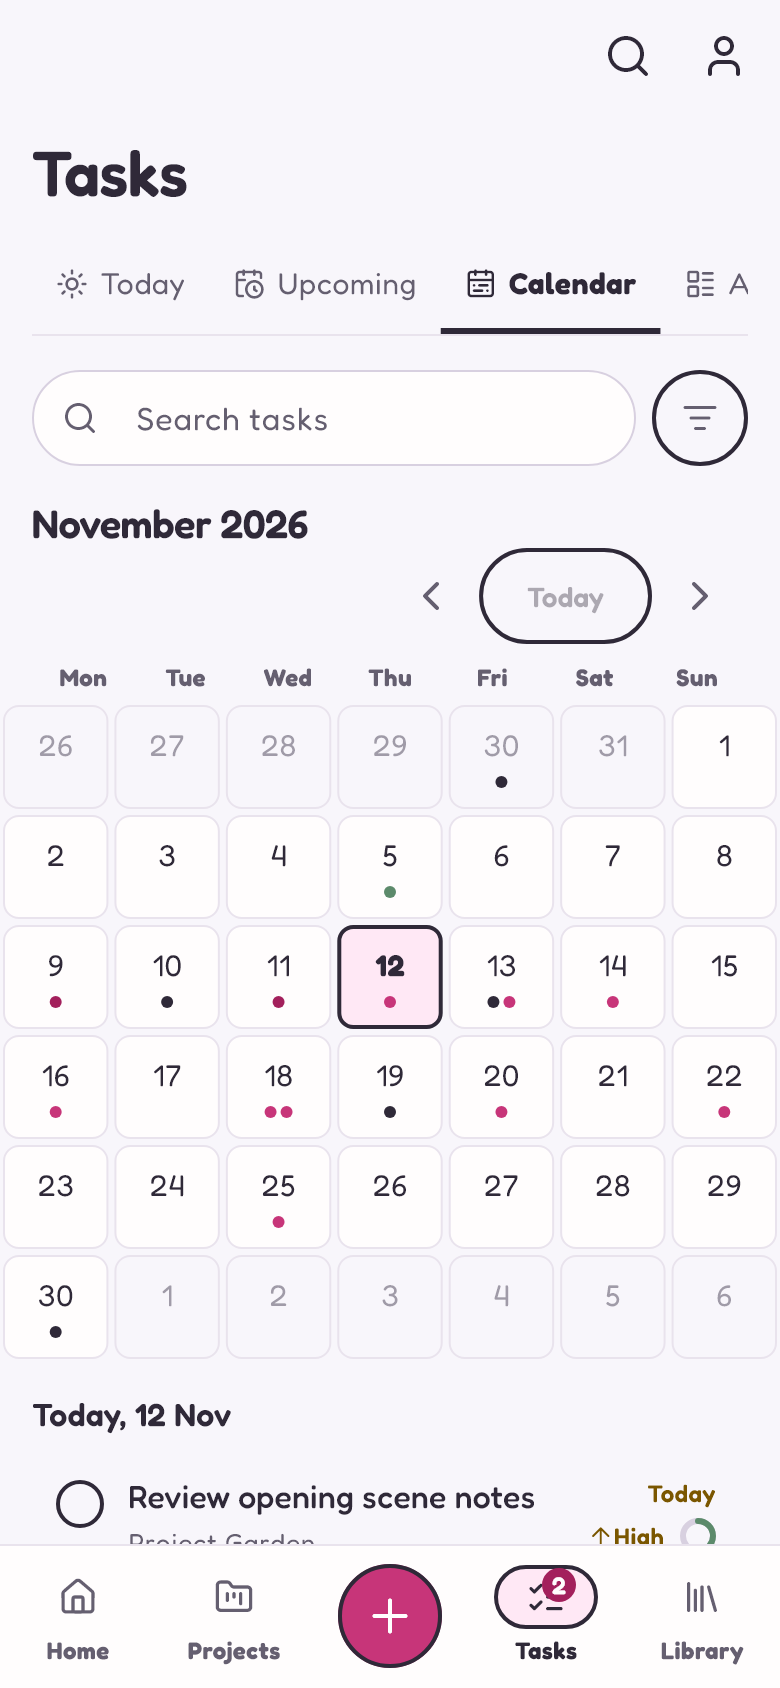 Tasks
Today Upcoming Calendar A
Search tasks
November 2026
Today
Mon Tue Wed Thu Fri Sat Sun
26 27 28 29 30 31 1
2 3 4 5 6 7 8
9 10 11 12 13 14 15
16 17 18 19 20 21 22
23 24 25 26 27 28 29
30 1 2 3 4 5 6
Today, 12 Nov
Review opening scene notes Today
Project Garden High
2
Home Projects Tasks Library